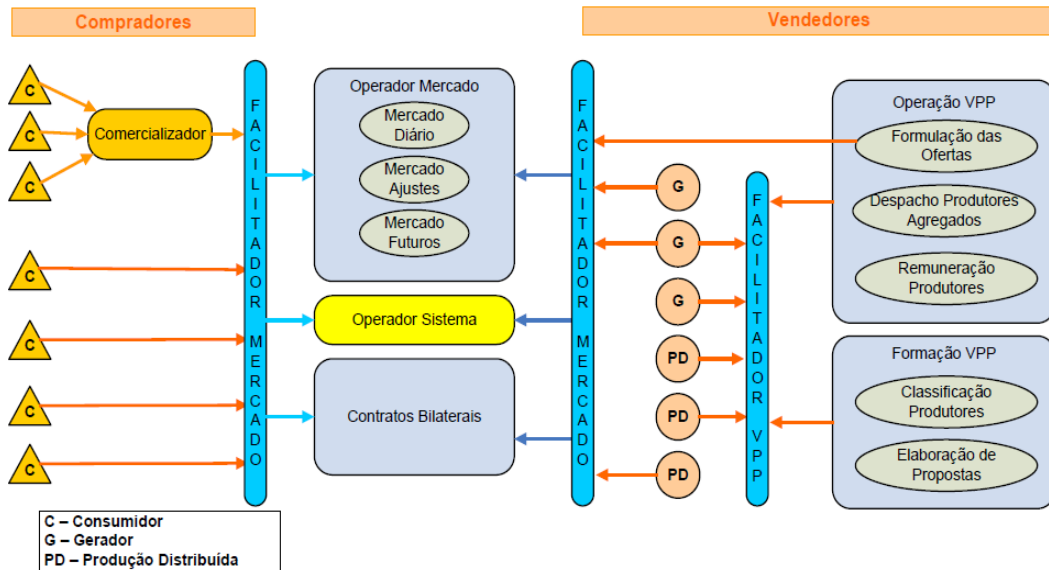 Compradores
Vendedores
C
C
C
C
C
C
C
Comercializador
FACILITADOR MERCADO
Operador Mercado
Mercado
Diário
Mercado
Ajustes
Mercado
Futuros
Operador Sistema
Contratos Bilaterais
FACILITADOR MERCADO
G
G
G
PD
PD
PD
FACILITADOR VPP
Operação VPP
Formulação das
Ofertas
Despacho Produtores
Agregados
Remuneração
Produtores
Formação VPP
Classificação
Produtores
Elaboração de
Propostas
C – Consumidor
G – Gerador
PD – Produção Distribuída